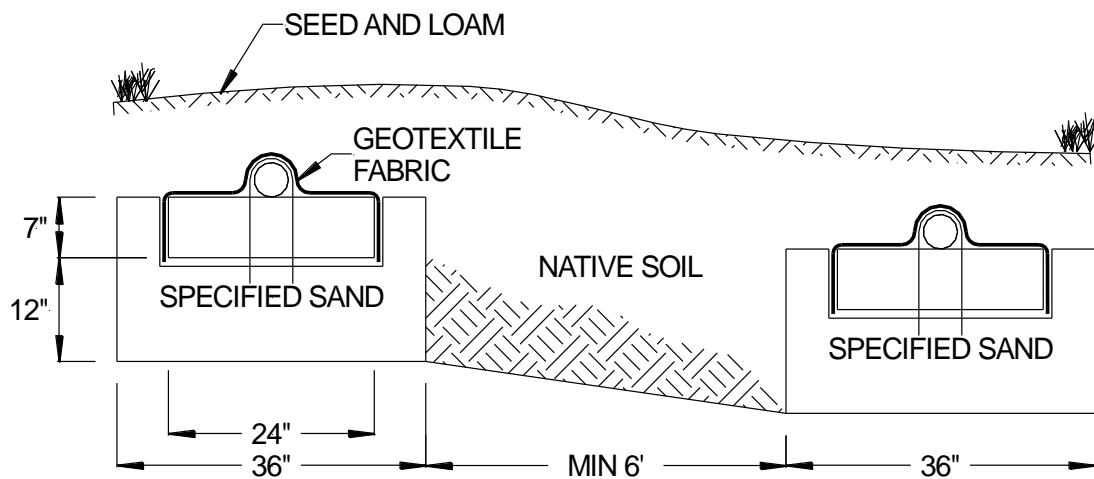 SEED AND LOAM
GEOTEXTILE
FABRIC
7"
NATIVE SOIL
12"
SPECIFIED SAND
SPECIFIED SAND
24"
36"
MIN 6'
36"